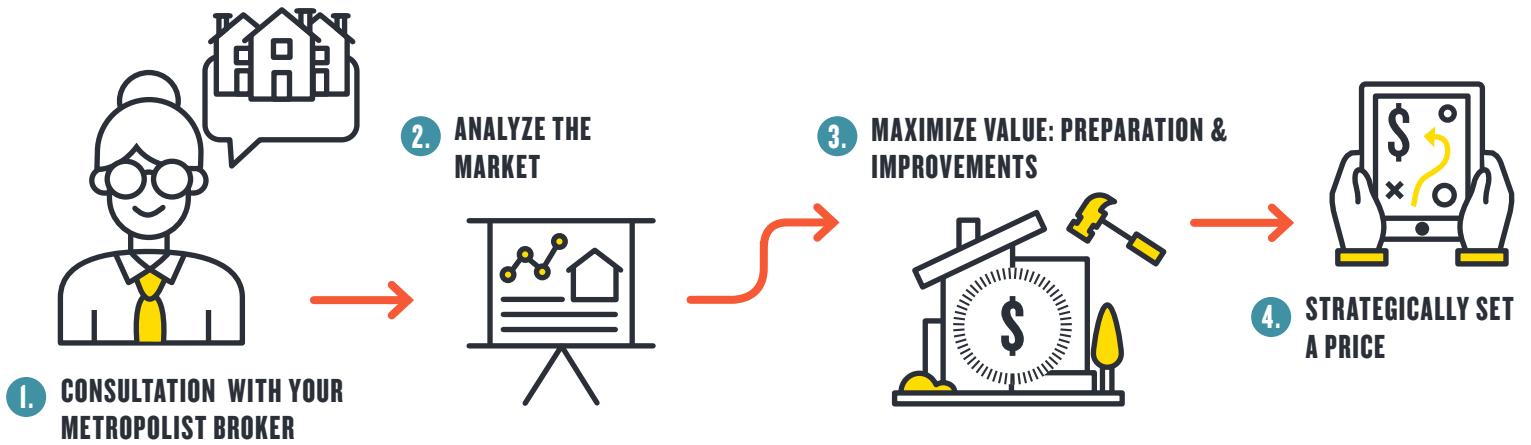 1. CONSULTATION WITH YOUR
METROPOLIST BROKER
2. ANALYZE THE
MARKET
3. MAXIMIZE VALUE: PREPARATION &
IMPROVEMENTS
$
4. STRATEGICALLY SET
A PRICE
$